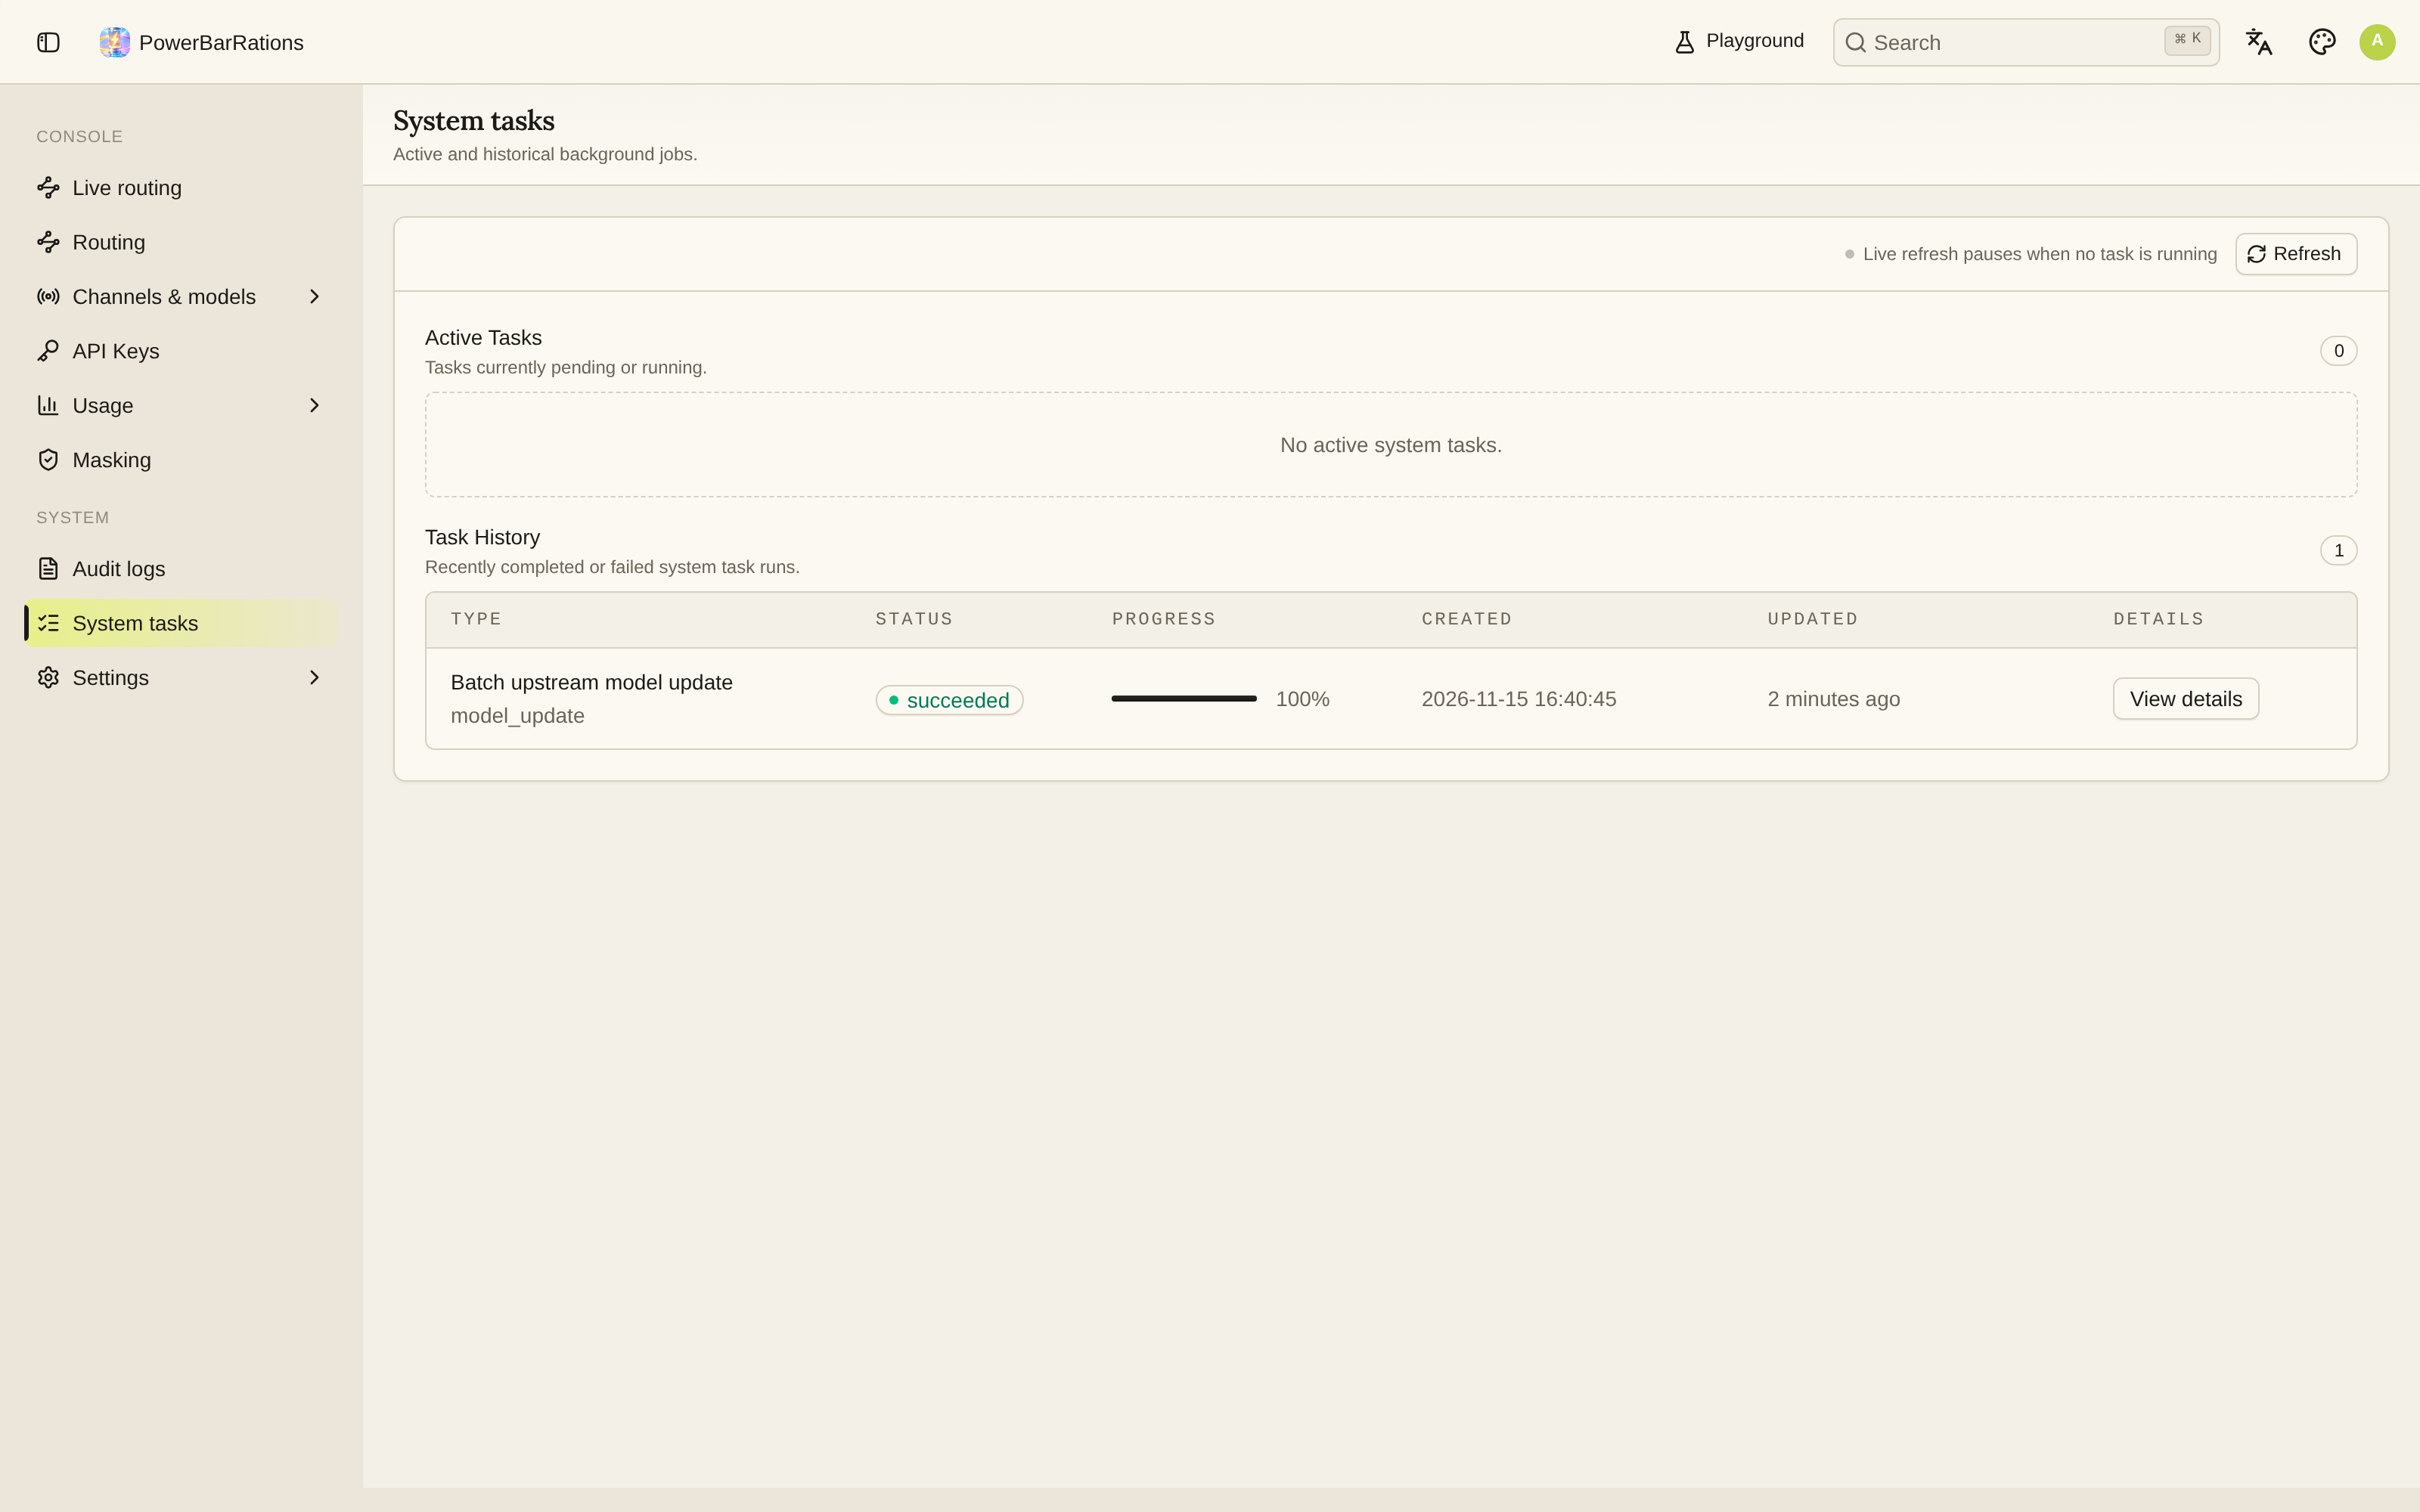 PowerBarRations
Playground
Search
⌘ K
A
CONSOLE
Live routing
Routing
Channels & models
API Keys
Usage
Masking
SYSTEM
Audit logs
System tasks
Settings
System tasks
Active and historical background jobs.
Live refresh pauses when no task is running
Refresh
Active Tasks
Tasks currently pending or running.
0
No active system tasks.
Task History
Recently completed or failed system task runs.
1
TYPE STATUS PROGRESS CREATED UPDATED DETAILS
Batch upstream model update
model_update
succeeded
100%
2026-11-15 16:40:45
2 minutes ago
View details